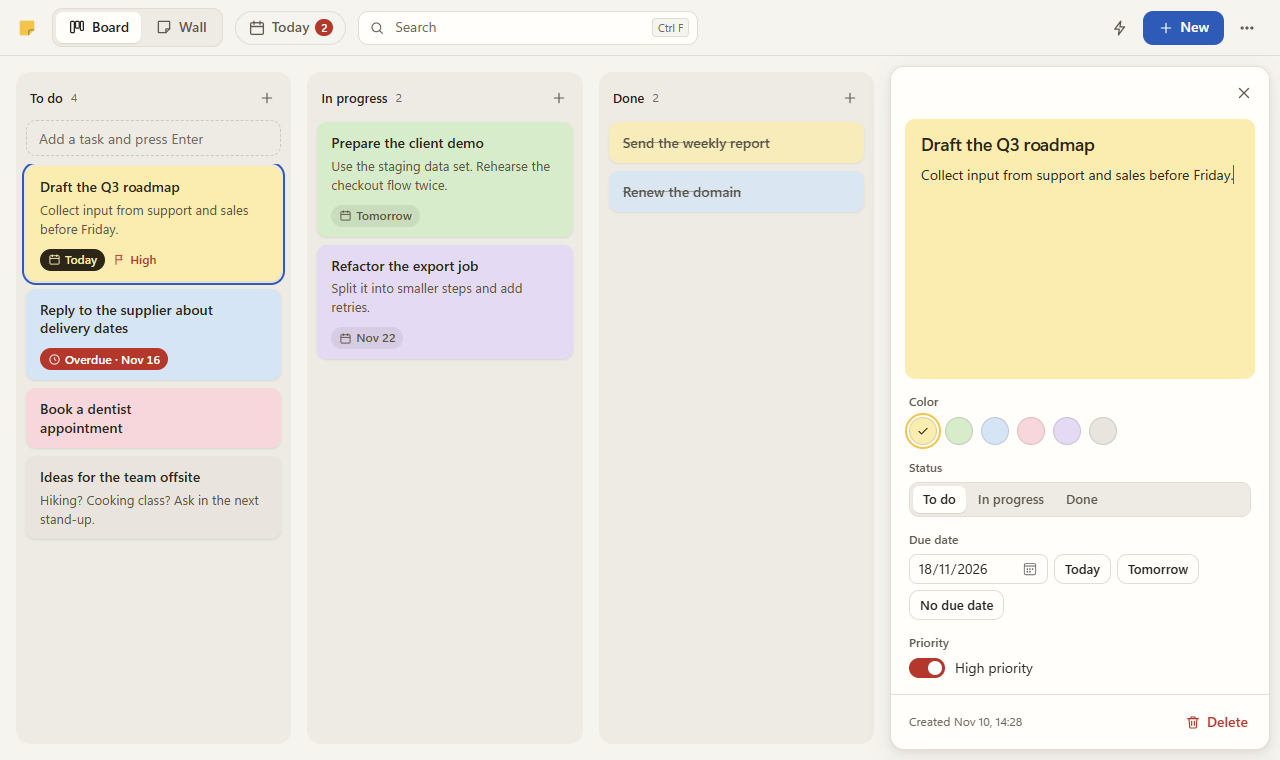 Board
Wall
Today 2
Search
Ctrl F
New
To do 4
Add a task and press Enter
Draft the Q3 roadmap
Collect input from support and sales
before Friday.
Today
High
Reply to the supplier about
delivery dates
Overdue · Nov 16
Book a dentist
appointment
Ideas for the team offsite
Hiking? Cooking class? Ask in the next
stand-up.
In progress 2
Prepare the client demo
Use the staging data set. Rehearse the
checkout flow twice.
Tomorrow
Refactor the export job
Split it into smaller steps and add
retries.
Nov 22
Done 2
Send the weekly report
Renew the domain
Draft the Q3 roadmap
Collect input from support and sales before Friday.
Color
Status
To do
In progress
Done
Due date
18/11/2026
Today
Tomorrow
No due date
Priority
High priority
Created Nov 10, 14:28
Delete